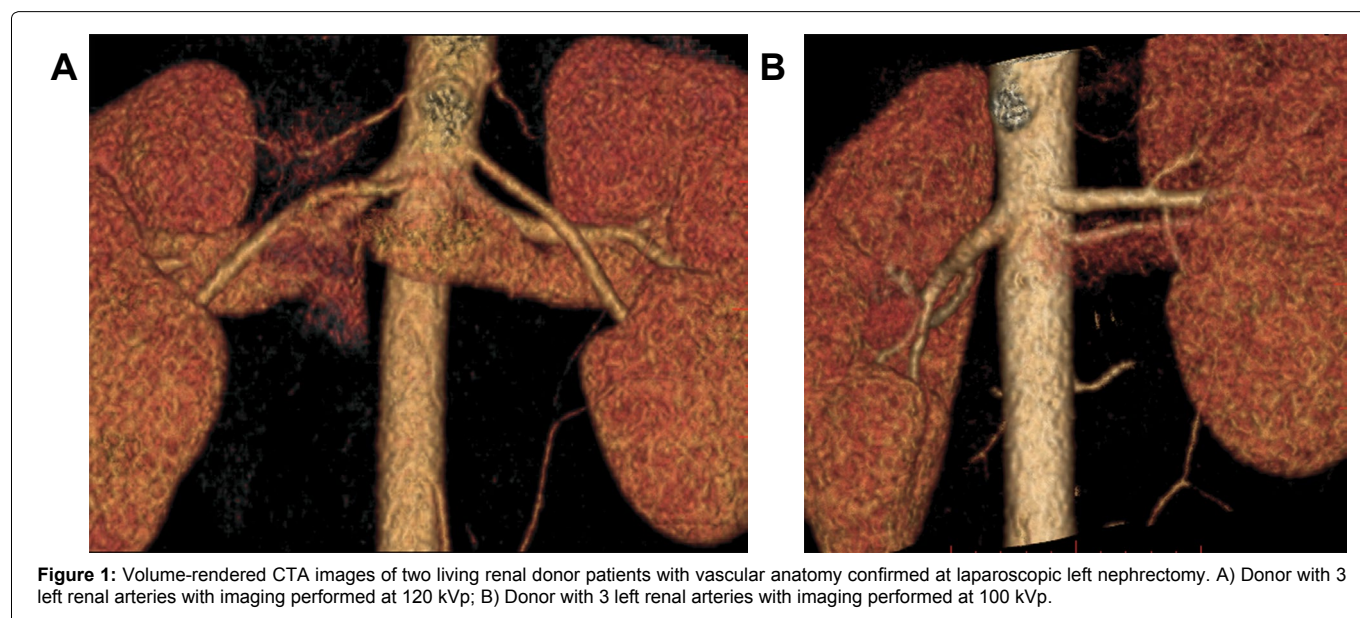 A
B
Figure 1: Volume-rendered CTA images of two living renal donor patients with vascular anatomy confirmed at laparoscopic left nephrectomy. A) Donor with 3
left renal arteries with imaging performed at 120 kVp; B) Donor with 3 left renal arteries with imaging performed at 100 kVp.